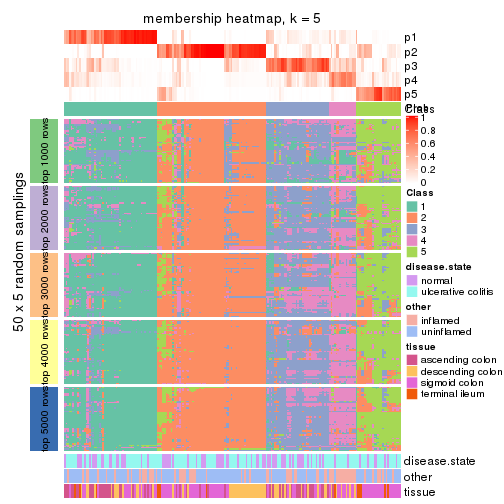 membership heatmap, k = 5
p1
p2
p3
p4
p5
Class
1
0.8
0.6
0.4
0.2
0
Class
1
2
3
4
5
disease.state
normal
ulcerative colitis
other
inflamed
uninflamed
tissue
ascending colon
descending colon
sigmoid colon
terminal ileum
50 x 5 random samplings
top 1000 rows
top 2000 rows
top 3000 rows
top 4000 rows
top 5000 rows
disease.state
other
tissue